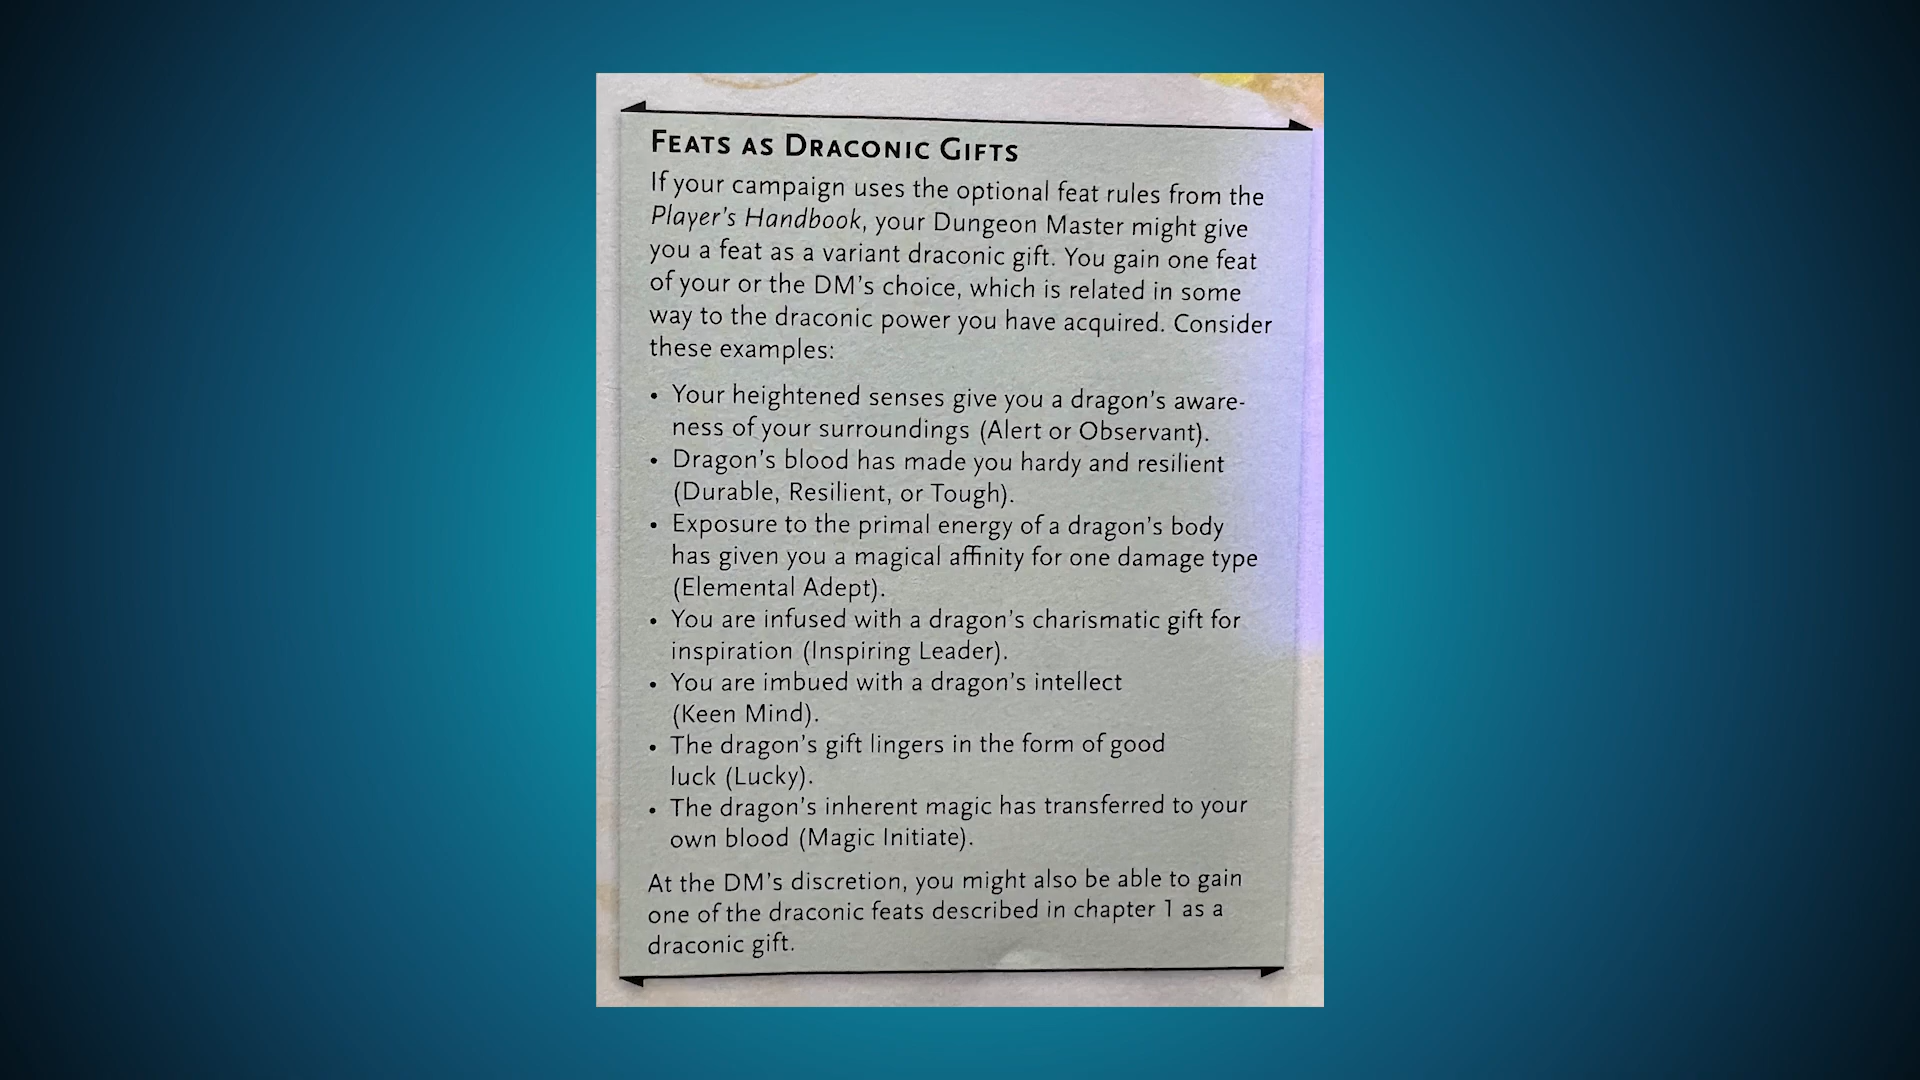 FEATS AS DRACONIC GIFTS
If your campaign uses the optional feat rules from the
Player's Handbook, your Dungeon Master might give
you a feat as a variant draconic gift. You gain one feat
of your or the DM's choice, which is related in some
way to the draconic power you have acquired. Consider
these examples:
• Your heightened senses give you a dragon's aware-
ness of your surroundings (Alert or Observant).
• Dragon's blood has made you hardy and resilient
(Durable, Resilient, or Tough).
• Exposure to the primal energy of a dragon's body
has given you a magical affinity for one damage type
(Elemental Adept).
• You are infused with a dragon's charismatic gift for
inspiration (Inspiring Leader).
• You are imbued with a dragon's intellect
(Keen Mind).
• The dragon's gift lingers in the form of good
luck (Lucky).
• The dragon's inherent magic has transferred to your
own blood (Magic Initiate).
At the DM's discretion, you might also be able to gain
one of the draconic feats described in chapter 1 as a
draconic gift.